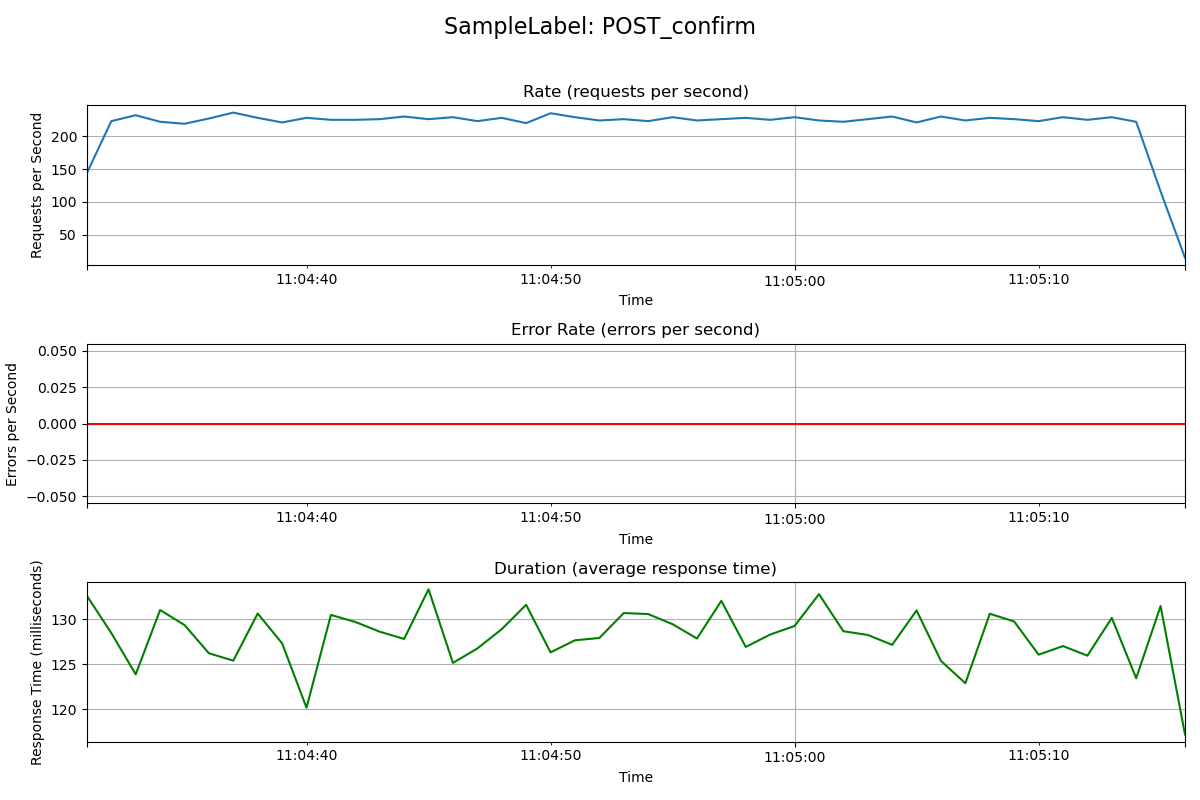 SampleLabel: POST_confirm
Rate (requests per second)
Requests per Second
200
150
100
50
11:04:40 11:04:50 11:05:00 11:05:10
Time
Error Rate (errors per second)
Errors per Second
0.050
0.025
0.000
−0.025
−0.050
11:04:40 11:04:50 11:05:00 11:05:10
Time
Duration (average response time)
Response Time (milliseconds)
130
125
120
11:04:40 11:04:50 11:05:00 11:05:10
Time